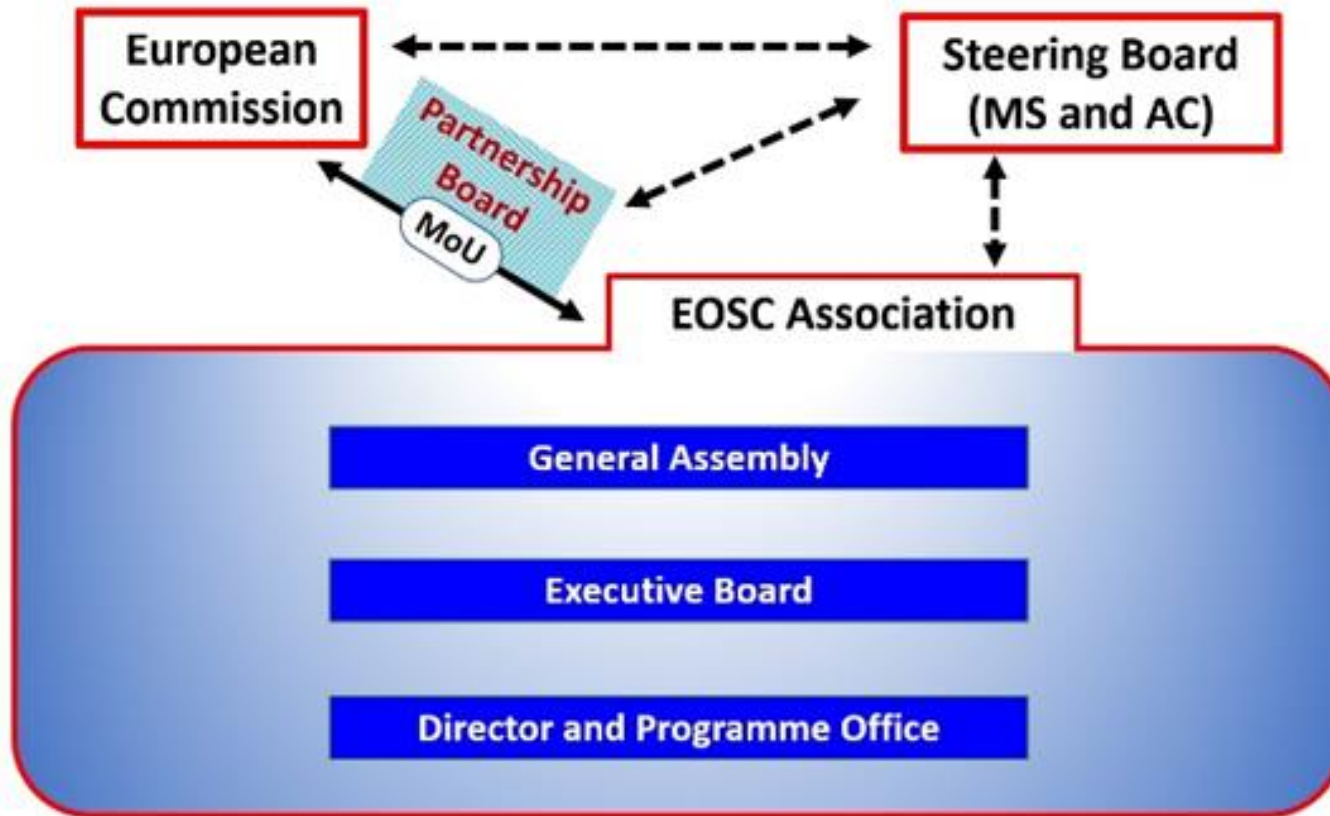 European
Commission
Steering Board
(MS and AC)
Partnership
Board
MoU
EOSC Association
General Assembly
Executive Board
Director and Programme Office